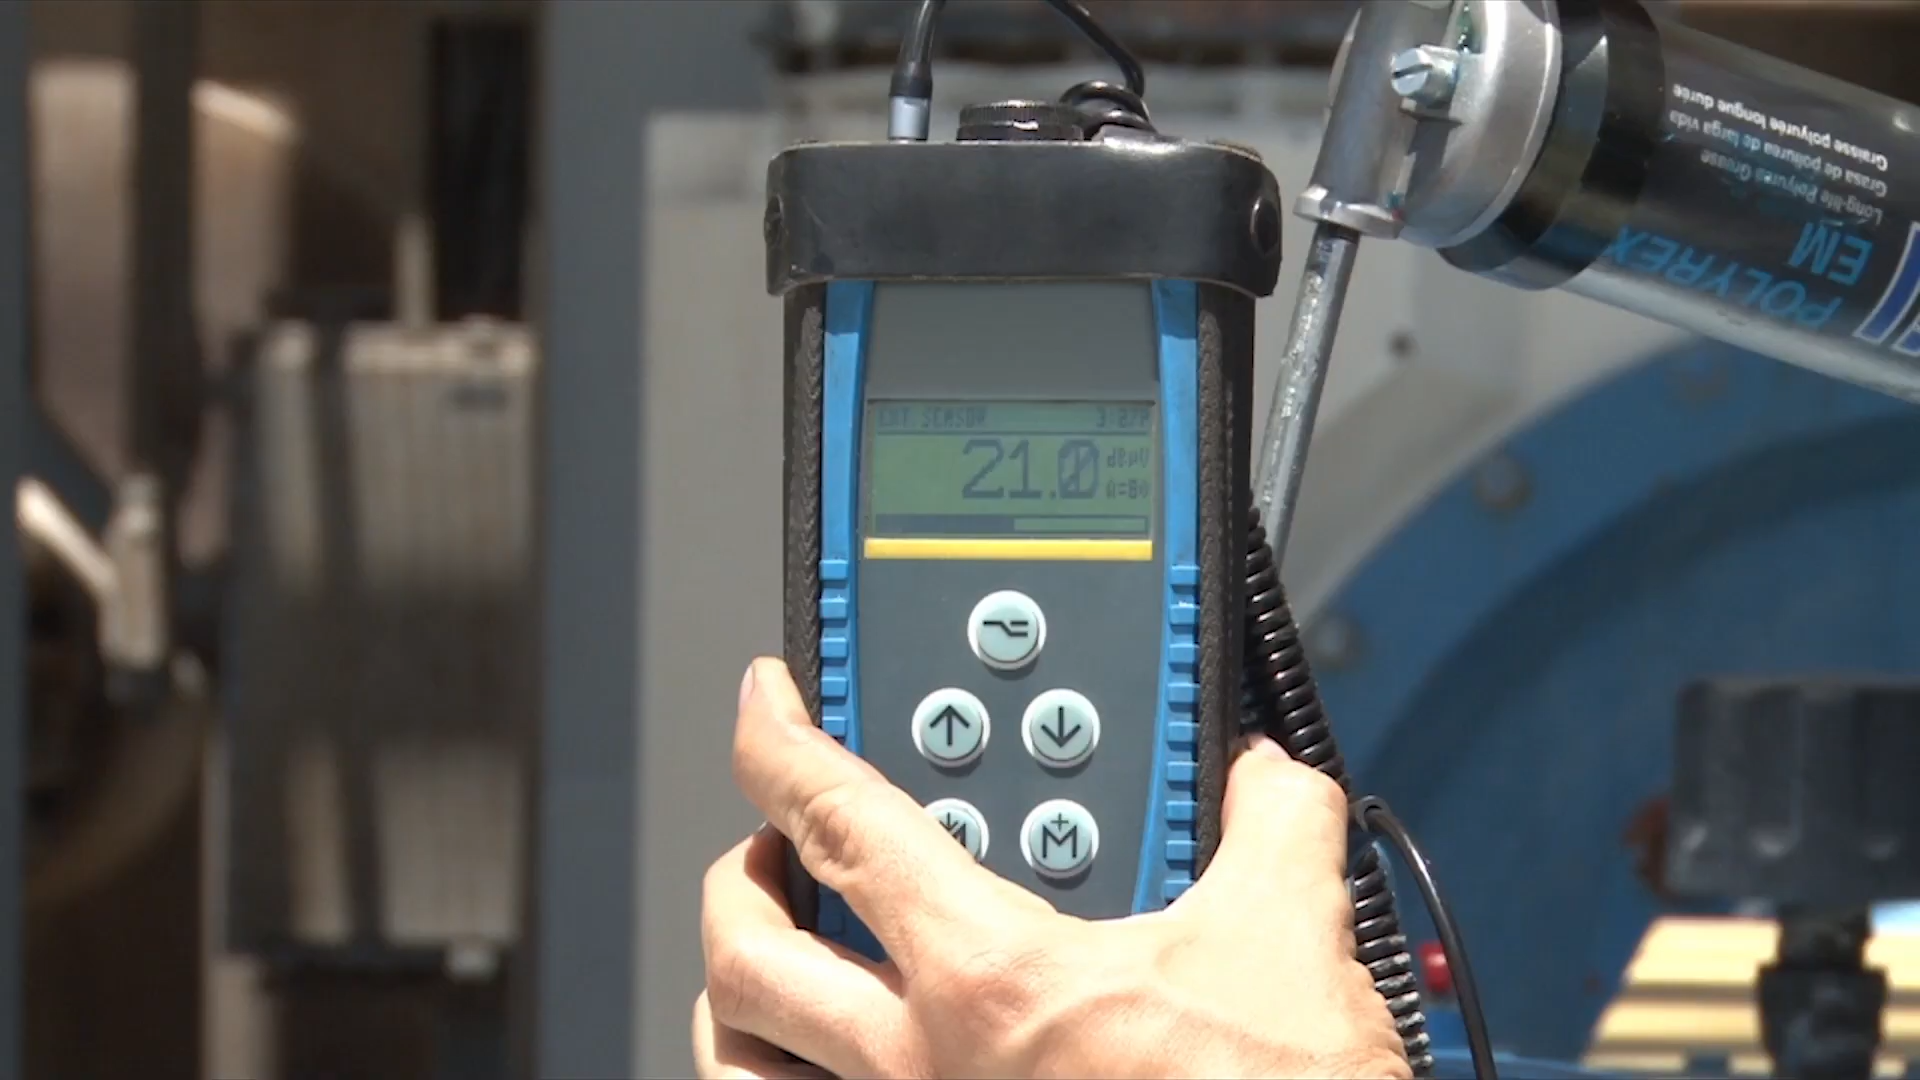 EXT. SENSOR
21.0
dBµV
M
M
Graisse polyurée longue durée
Grasa de poliurea de larga vida
Long-life Polyurea Grease
POLYREX
EM